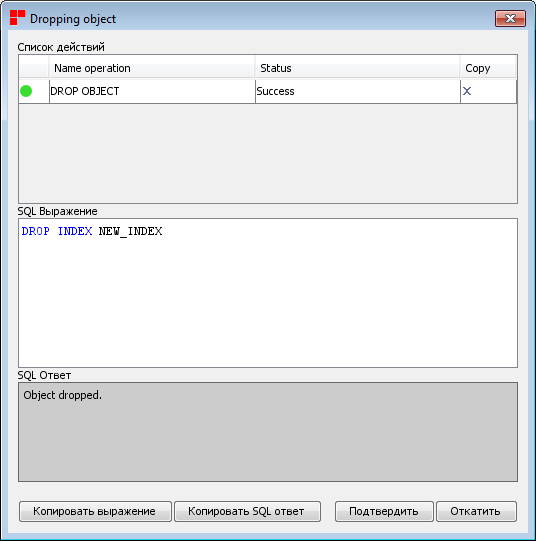 Dropping object
Список действий
Name operation Status Copy
DROP OBJECT Success X
SQL Выражение
DROP INDEX NEW_INDEX
SQL Ответ
Object dropped.
Копировать выражение Копировать SQL ответ Подтвердить Откатить